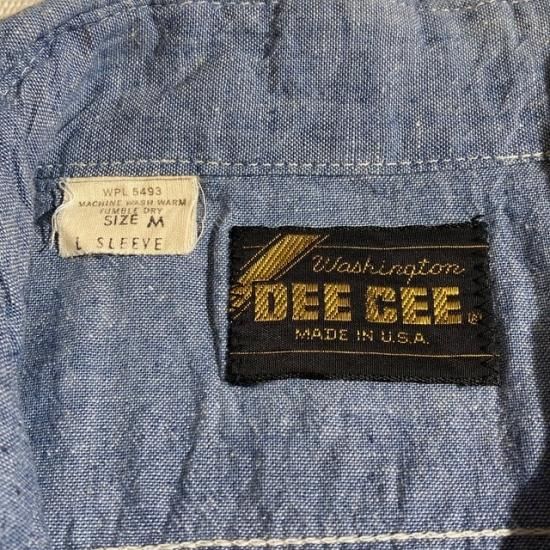 WPL 5493
MACHINE WASH WARM
TUMBLE DRY
SIZE M
L SLEEVE
Washington
DEE CEE®
MADE IN U.S.A.